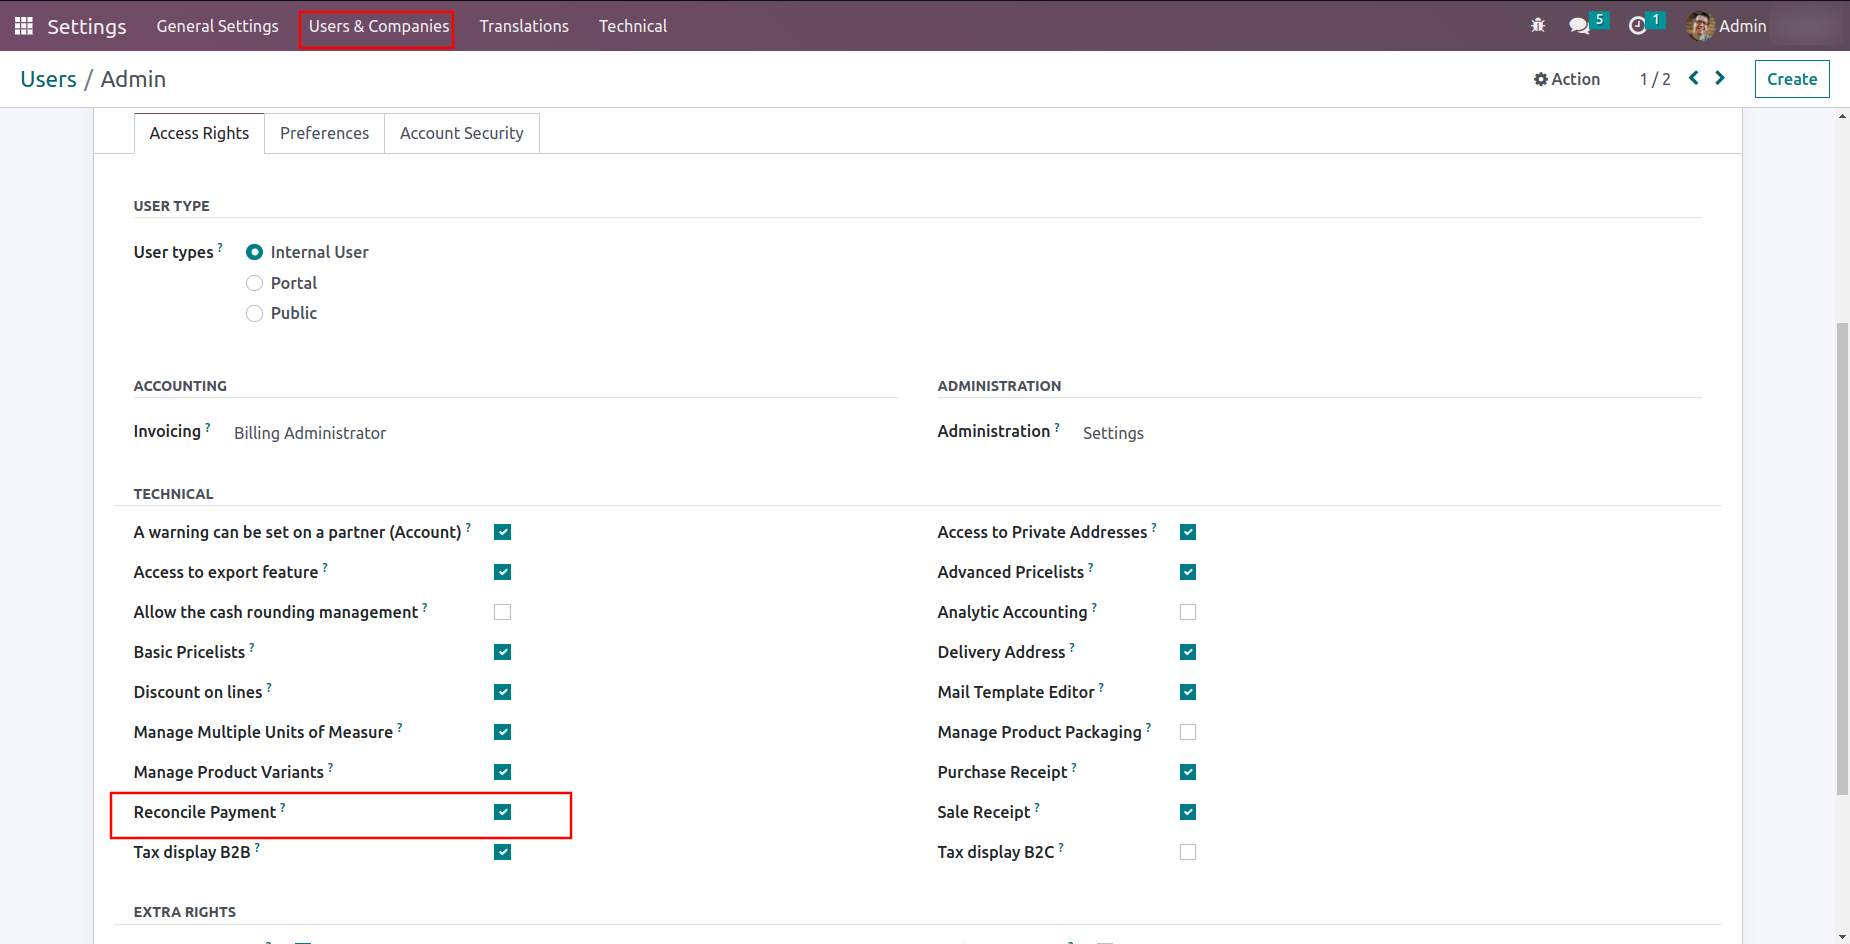 Settings General Settings Users & Companies Translations Technical 5 1 Admin
Users / Admin Action 1 / 2 Create
Access Rights Preferences Account Security
USER TYPE
User types ? Internal User
Portal
Public
ACCOUNTING ADMINISTRATION
Invoicing ? Billing Administrator Administration ? Settings
TECHNICAL
A warning can be set on a partner (Account) ? Access to Private Addresses ?
Access to export feature ? Advanced Pricelists ?
Allow the cash rounding management ? Analytic Accounting ?
Basic Pricelists ? Delivery Address ?
Discount on lines ? Mail Template Editor ?
Manage Multiple Units of Measure ? Manage Product Packaging ?
Manage Product Variants ? Purchase Receipt ?
Reconcile Payment ? Sale Receipt ?
Tax display B2B ? Tax display B2C ?
EXTRA RIGHTS